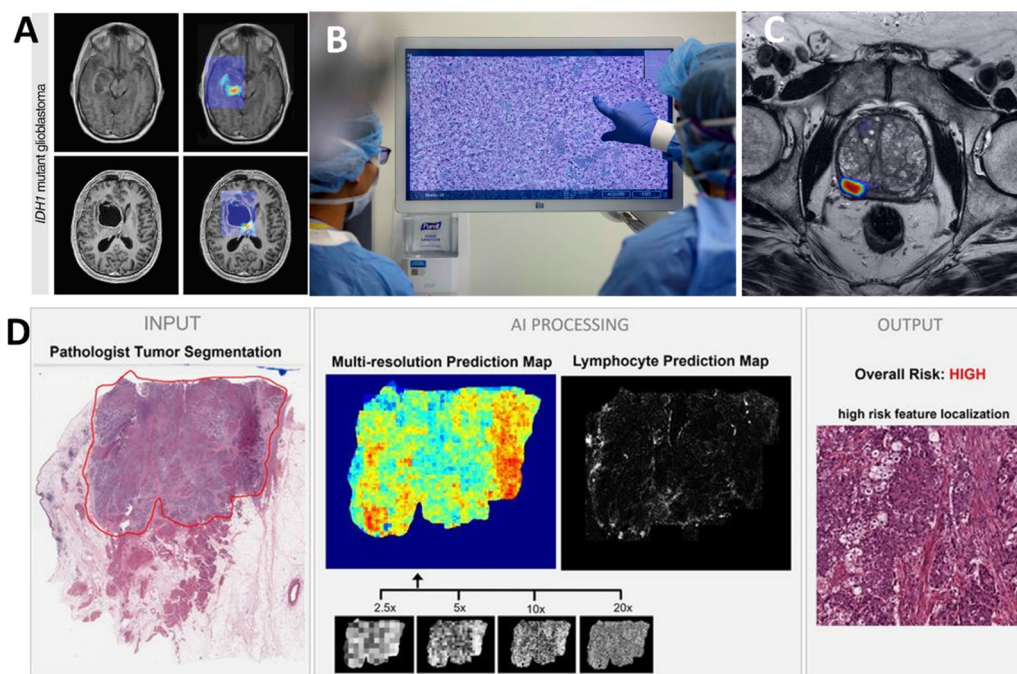 A
IDH1 mutant glioblastoma
B
Purell
C
D
INPUT
Pathologist Tumor Segmentation
AI PROCESSING
Multi-resolution Prediction Map
Lymphocyte Prediction Map
2.5x
5x
10x
20x
OUTPUT
Overall Risk: HIGH
high risk feature localization